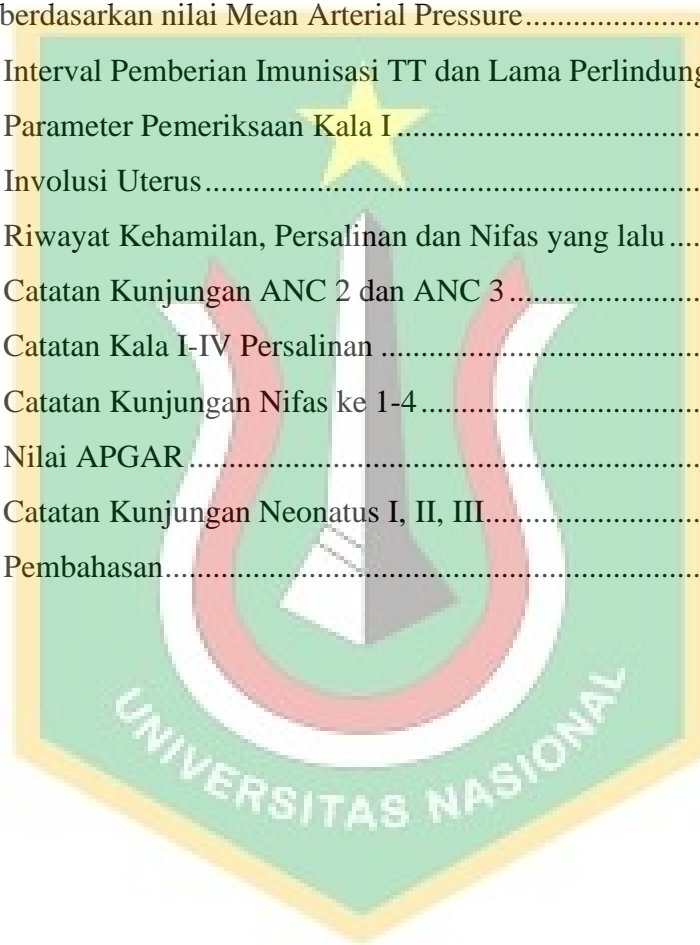 berdasarkan nilai Mean Arterial Pressure......................
Interval Pemberian Imunisasi TT dan Lama
Parameter Pemeriksaan Kala I....................................
Involusi Uterus............................................................
Riwayat Kehamilan, Persalinan dan Nifas yang lalu....
Catatan Kunjungan ANC 2 dan ANC 3........................
Catatan Kala I-IV Persalinan ......................................
Catatan Kunjungan Nifas ke 1-4..................................
Nilai APGAR..............................................................
Catatan Kunjungan Neonatus I, II, III..........................
Pembahasan.................................................................
UNIVERSITAS NASIONAL